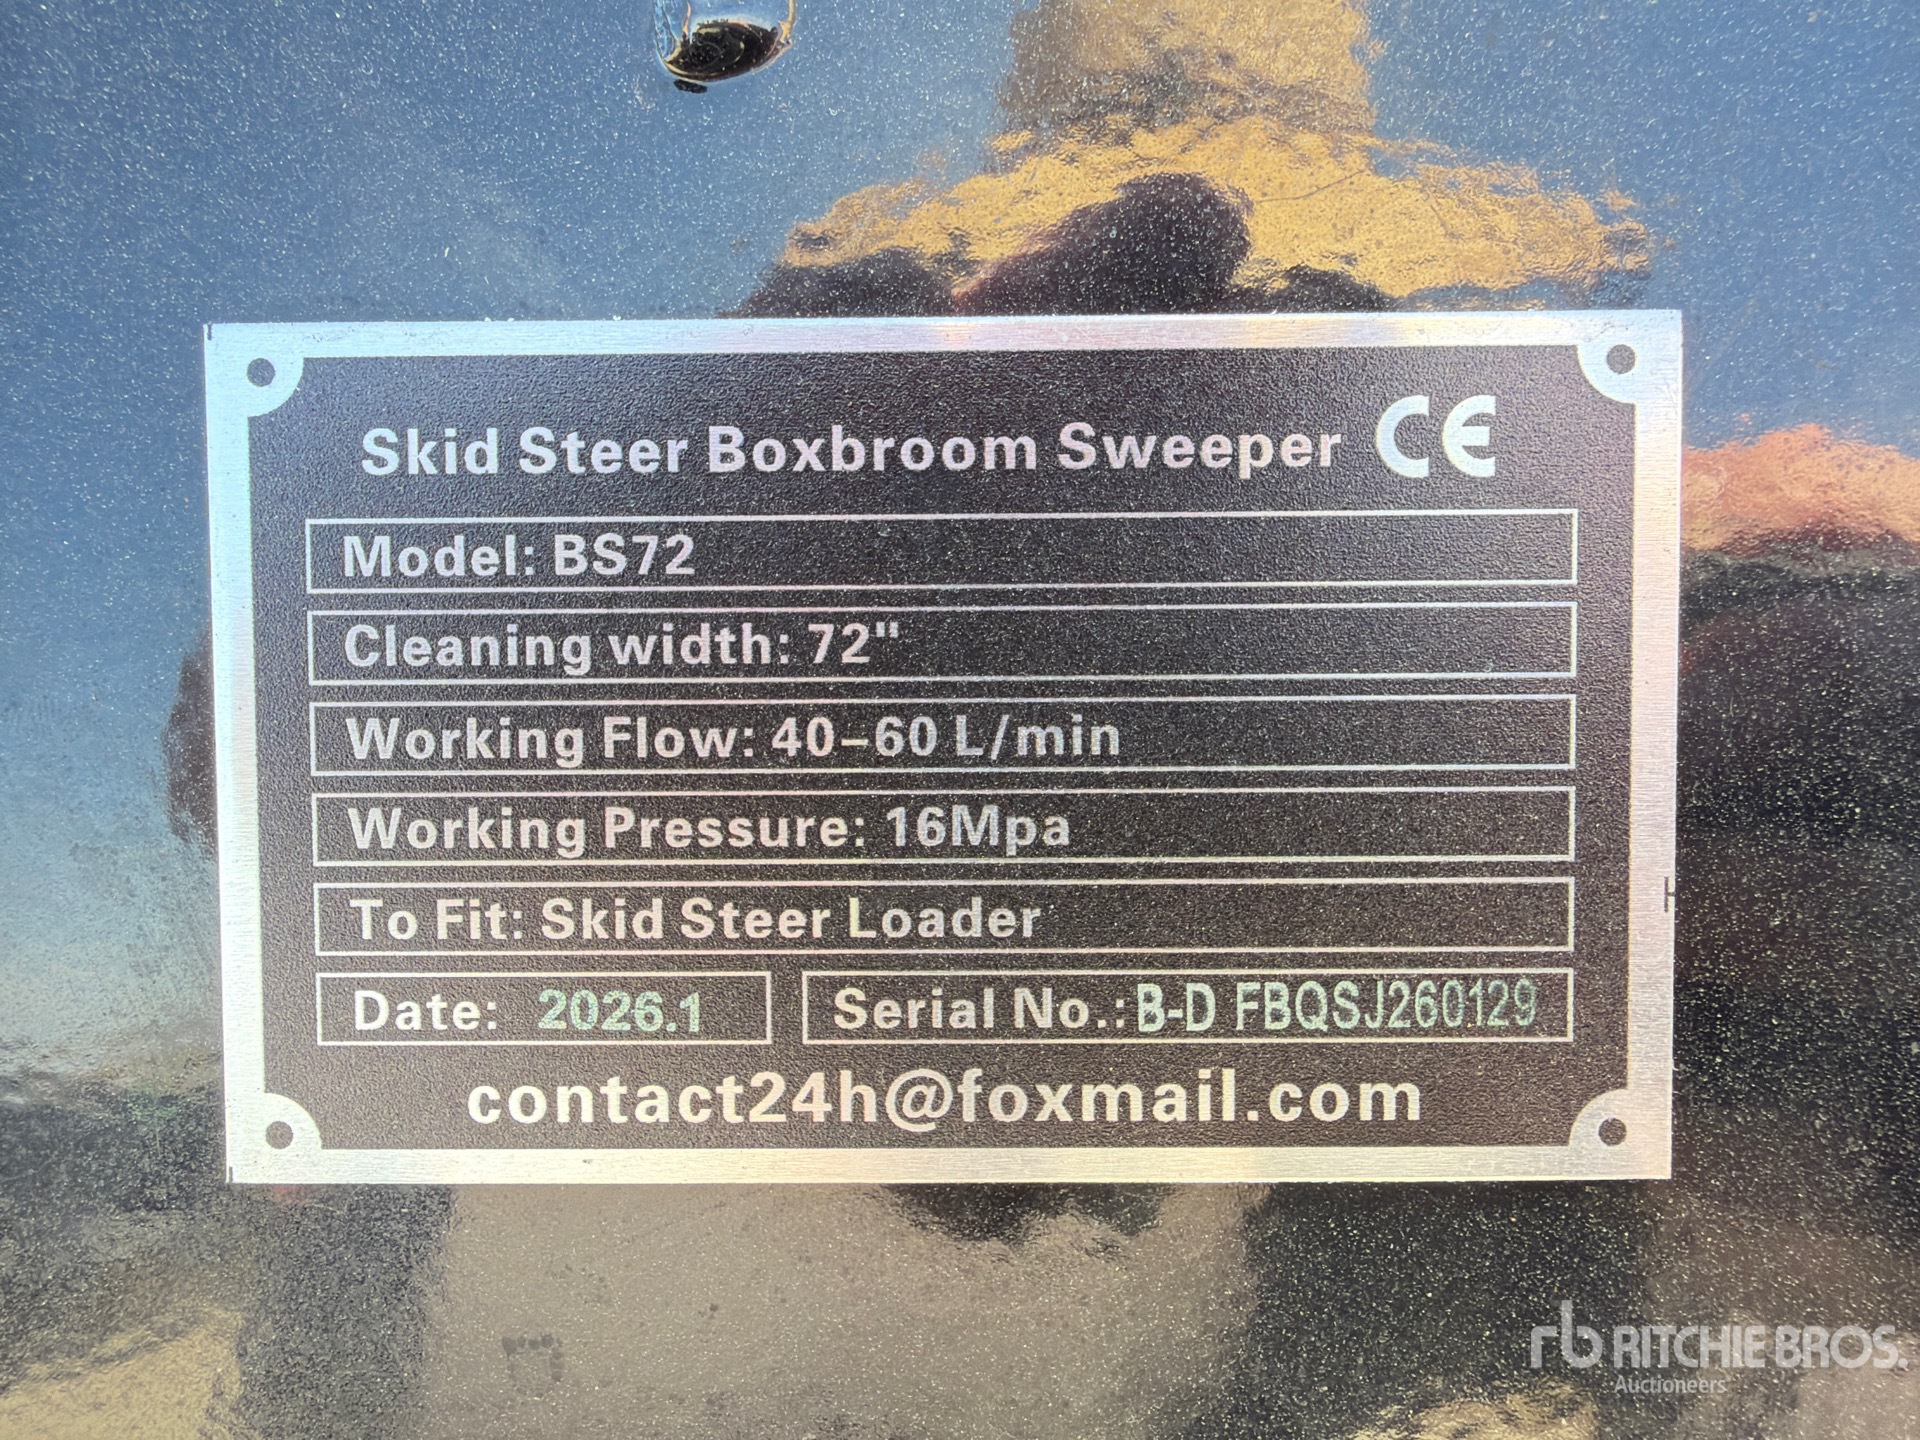 Skid Steer Boxbroom Sweeper CE
Model: BS72
Cleaning width: 72"
Working Flow: 40-60 L/min
Working Pressure: 16Mpa
To Fit: Skid Steer Loader
Date: 2026.1
Serial No.: B-D FBQSJ260129
contact24h@foxmail.com
rb RITCHIE BROS.
Auctioneers